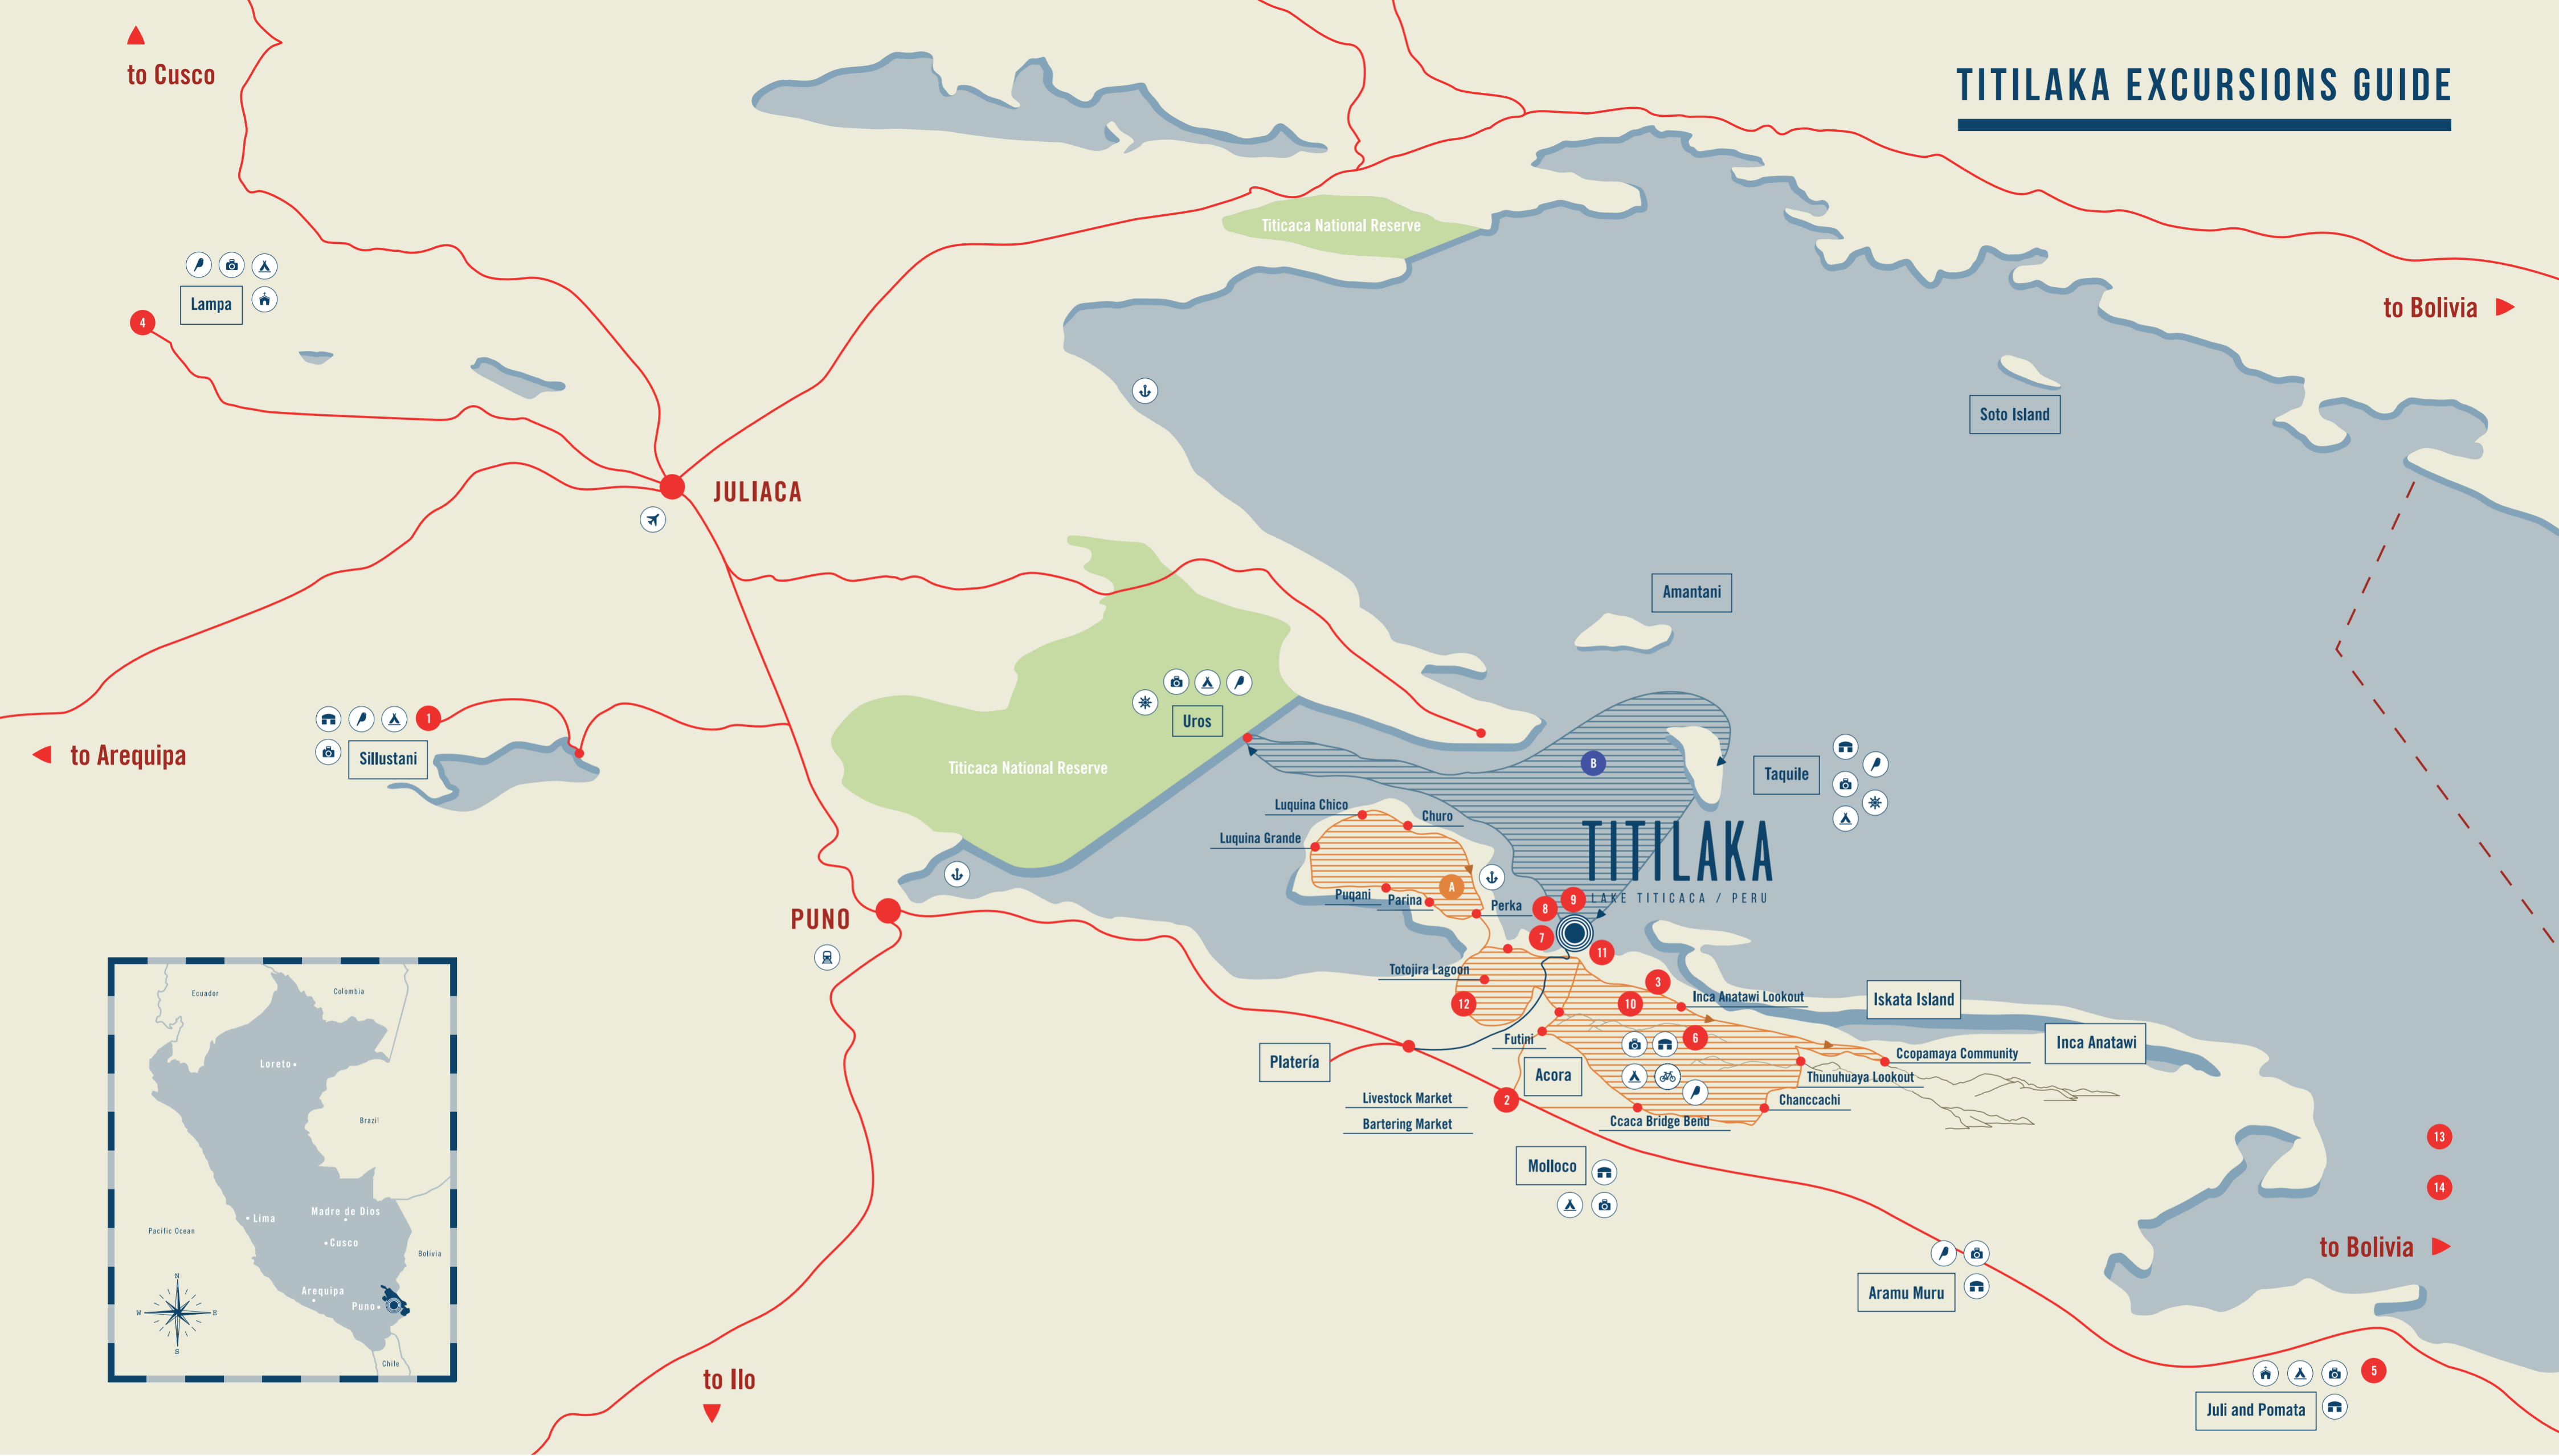 to Cusco
TITILAKA EXCURSIONS GUIDE
Titicaca National Reserve
Lampa
4
to Bolivia
Soto Island
JULIACA
Amantani
Uros
1
Sillustani
to Arequipa
Titicaca National Reserve
B
Taquile
Luquina Chico
Churo
Luquina Grande
TITILAKA
LAKE TITICACA / PERU
A
Puqani
Parina
Perka
8
9
7
11
PUNO
Totojira Lagoon
12
3
10
Inca Anatawi Lookout
Iskata Island
Futini
6
Inca Anatawi
Platería
Acora
Ccopamaya Community
Thunuhuaya Lookout
Livestock Market
2
Chanccachi
Bartering Market
Ccaca Bridge Bend
Molloco
13
14
to Bolivia
Aramu Muru
to Ilo
5
Juli and Pomata
Ecuador
Colombia
Loreto
Brazil
Lima
Madre de Dios
Pacific Ocean
Cusco
Bolivia
Arequipa
Puno
N
W
E
S
Chile